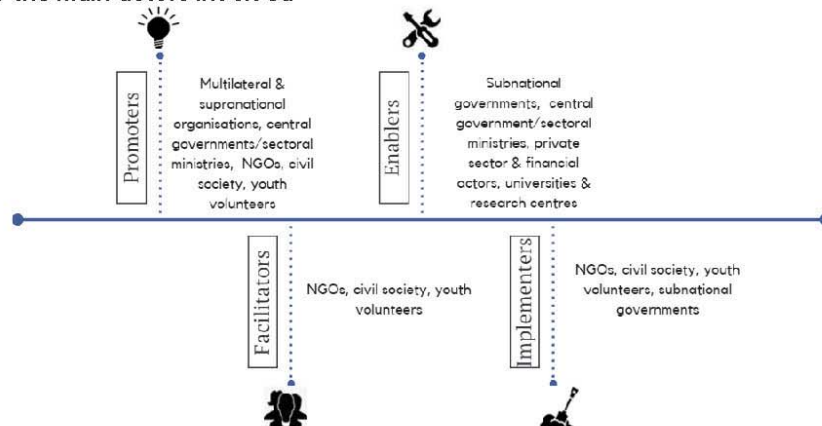 Promoters
Multilateral &
supranational
organisations, central
governments/sectoral
ministries, NGOs, civil
society, youth
volunteers
Enablers
Subnational
governments, central
government/sectoral
ministries, private
sector & financial
actors, universities &
research centres
Facilitators
NGOs, civil society, youth
volunteers
Implementers
NGOs, civil society, youth
volunteers, subnational
governments